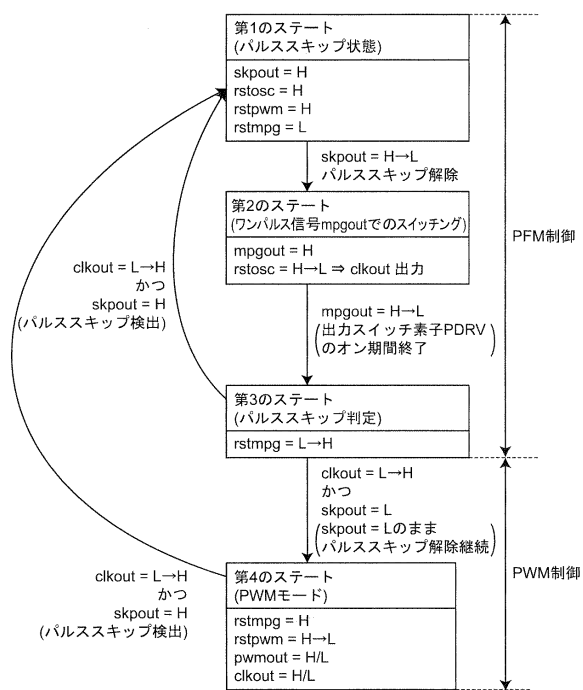 第1のステート
(パルススキップ状態)
skpout = H
rstosc = H
rstpwm = H
rstmpg = L
skpout = H→L
パルススキップ解除
第2のステート
(ワンパルス信号mpgoutでのスイッチング)
mpgout = H
rstosc = H→L ⇒ clkout 出力
PFM制御
clkout = L→H
かつ
skpout = H
(パルススキップ検出)
mpgout = H→L
(出力スイッチ素子PDRV
のオン期間終了)
第3のステート
(パルススキップ判定)
rstmpg = L→H
clkout = L→H
かつ
skpout = L
(skpout = Lのまま
パルススキップ解除継続)
PWM制御
clkout = L→H
かつ
skpout = H
(パルススキップ検出)
第4のステート
(PWMモード)
rstmpg = H
rstpwm = H→L
pwmout = H/L
clkout = H/L